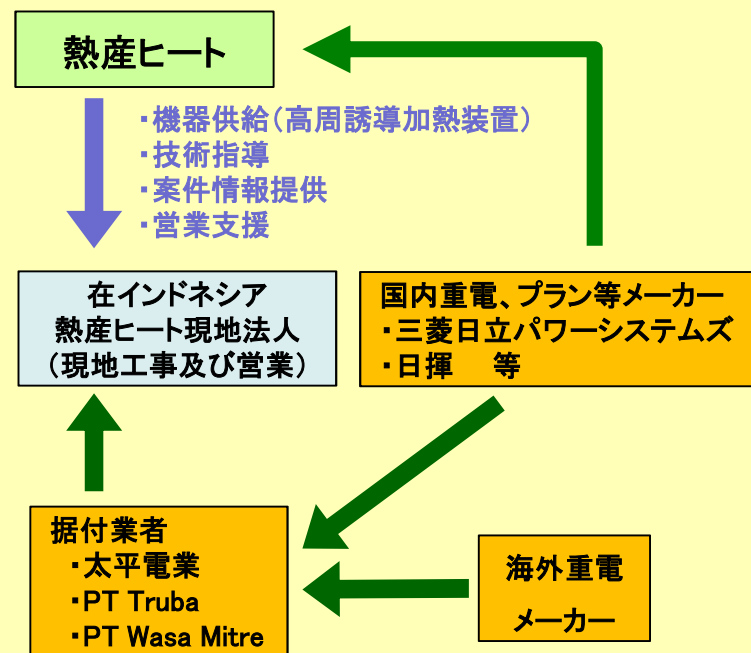 熱産ヒート
・機器供給(高周誘導加熱装置)
・技術指導
・案件情報提供
・営業支援
在インドネシア
熱産ヒート現地法人
(現地工事及び営業)
国内重電、プラン等メーカー
・三菱日立パワーシステムズ
・日揮　等
据付業者
・太平電業
・PT Truba
・PT Wasa Mitre
海外重電
メーカー